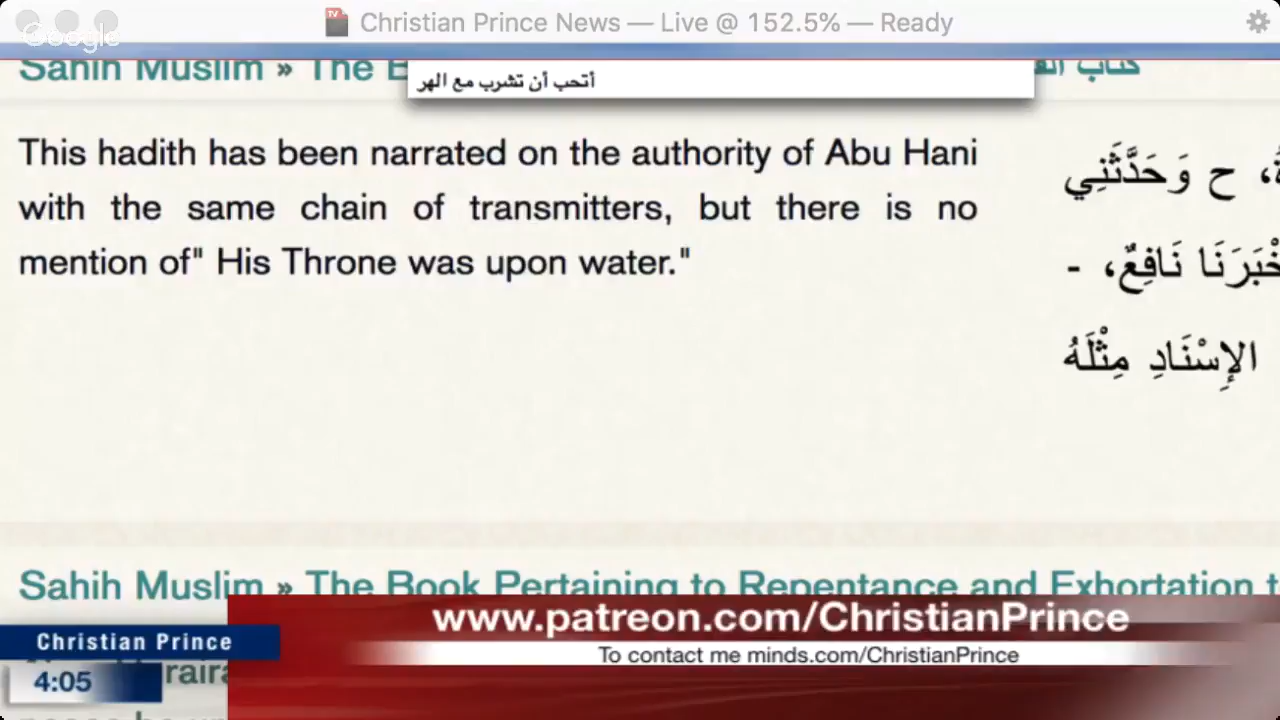 Christian Prince News — Live @ 152.5% — Ready
Google
Sahih Muslim » The B
أتحب أن تشرب مع الهر
كتاب
This hadith has been narrated on the authority of Abu Hani
with the same chain of transmitters, but there is no
mention of" His Throne was upon water."
ح وَحَدَّثَنِي
نَافِعٌ، -
الإِسْنَادِ مِثْلَهُ
Sahih Muslim » The Book Pertaining to Repentance and Exhortation t
www.patreon.com/ChristianPrince
Christian Prince
To contact me minds.com/ChristianPrince
4:05